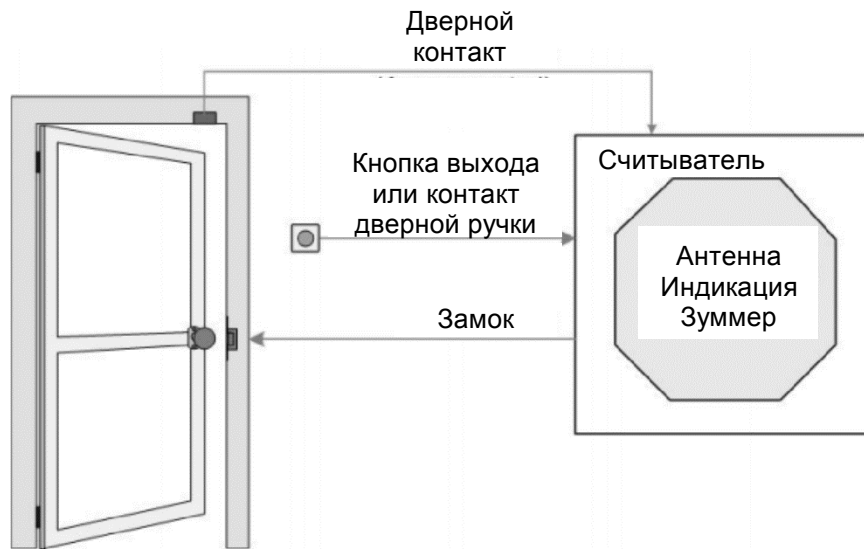 Дверной
контакт
Кнопка выхода
или контакт
дверной ручки
Считыватель
Антенна
Индикация
Зуммер
Замок